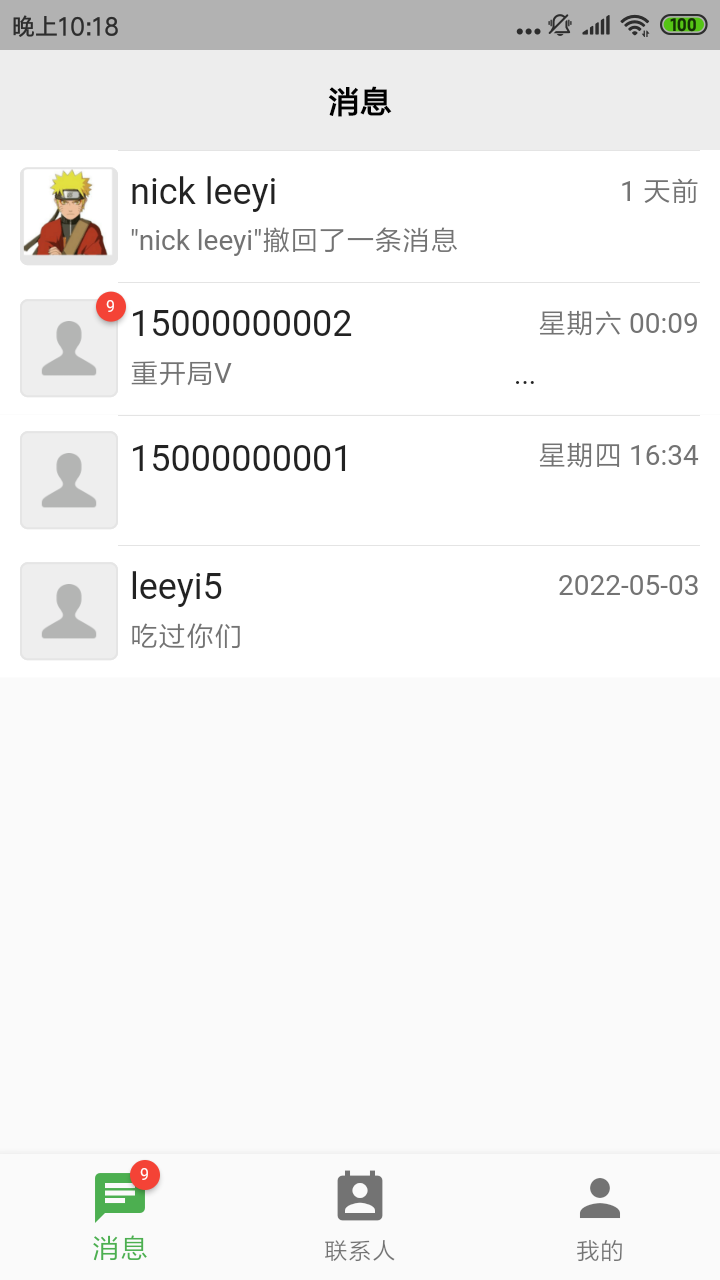 晚上10:18
100
消息
nick leeyi
1 天前
"nick leeyi"撤回了一条消息
9
15000000002
星期六 00:09
重开局V
...
15000000001
星期四 16:34
leeyi5
2022-05-03
吃过你们
9
消息
联系人
我的